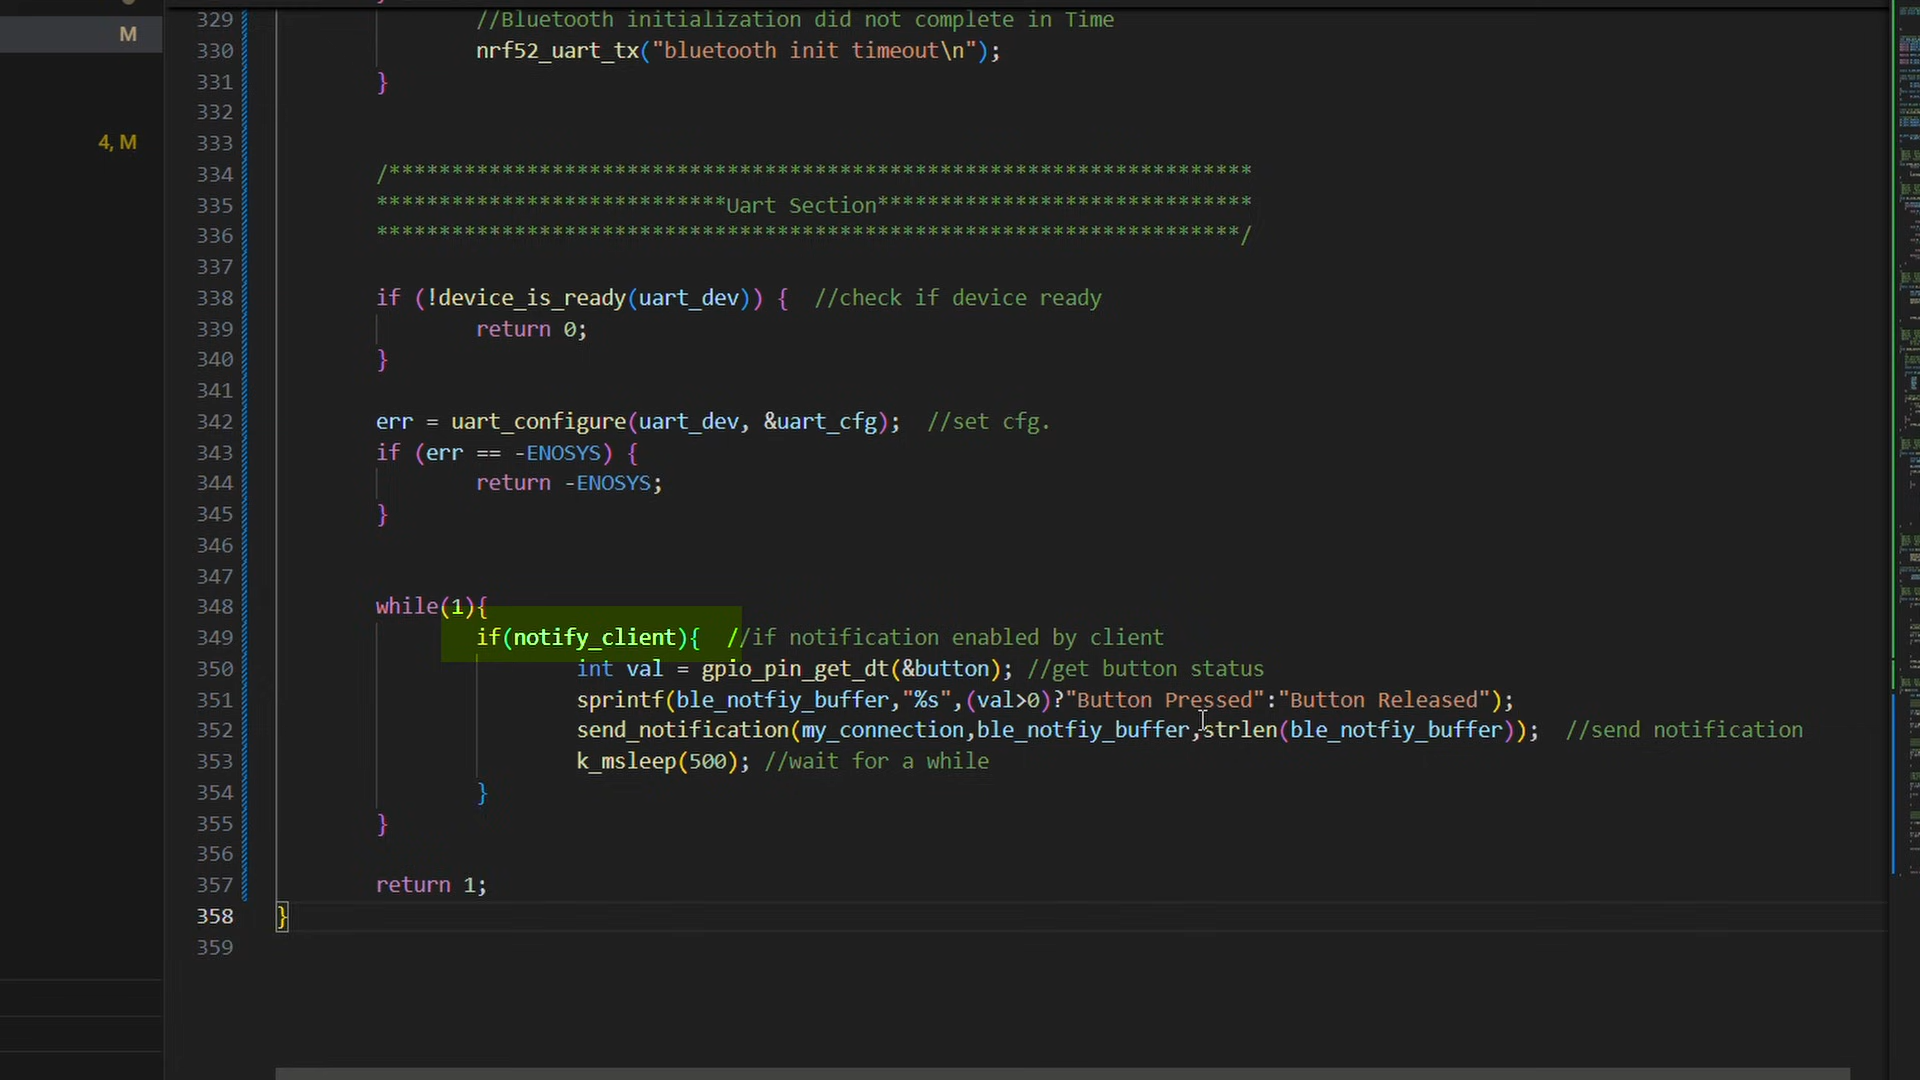 329 //Bluetooth initialization did not complete in Time
M
330 nrf52_uart_tx("bluetooth init timeout\n");
331 }
332
4, M
333
334 /*********************************************************************
335 ****************************Uart Section******************************
336 *********************************************************************/
337
338 if (!device_is_ready(uart_dev)) { //check if device ready
339 return 0;
340 }
341
342 err = uart_configure(uart_dev, &uart_cfg); //set cfg.
343 if (err == -ENOSYS) {
344 return -ENOSYS;
345 }
346
347
348 while(1){
349 if(notify_client){ //if notification enabled by client
350 int val = gpio_pin_get_dt(&button); //get button status
351 sprintf(ble_notfiy_buffer,"%s",(val>0)?"Button Pressed":"Button Released");
352 send_notification(my_connection,ble_notfiy_buffer,strlen(ble_notfiy_buffer)); //send notification
353 k_msleep(500); //wait for a while
354 }
355 }
356
357 return 1;
358 }
359